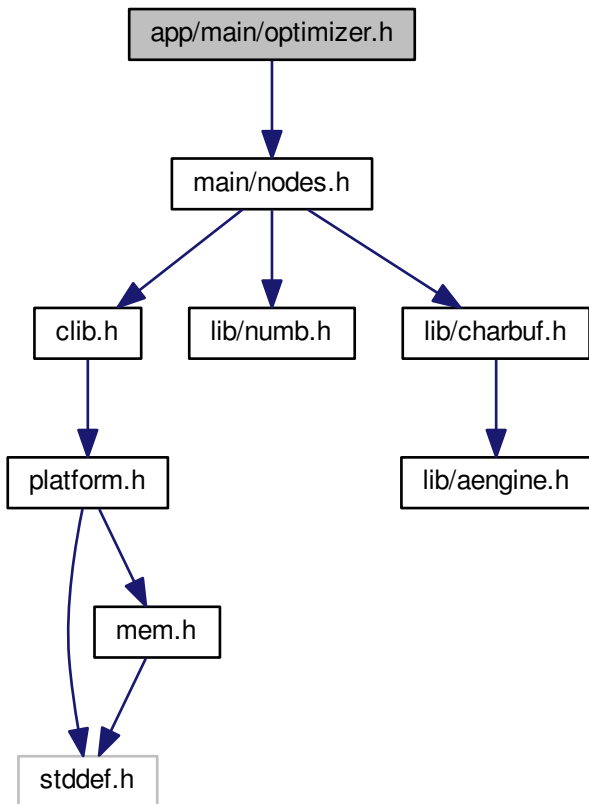 app/main/optimizer.h
main/nodes.h
clib.h
lib/numb.h
lib/charbuf.h
platform.h
lib/aengine.h
mem.h
stddef.h